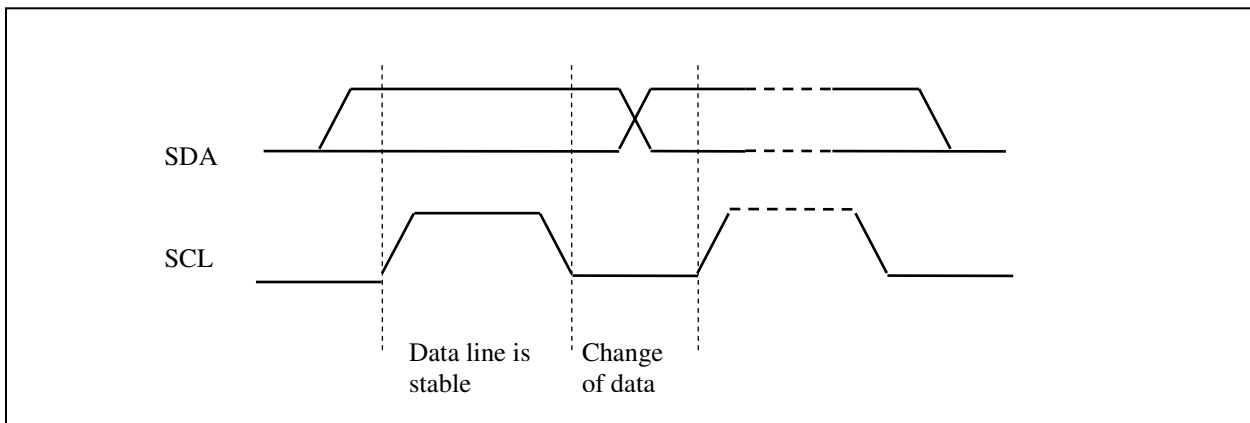 SDA
SCL
Data line is
stable
Change
of data